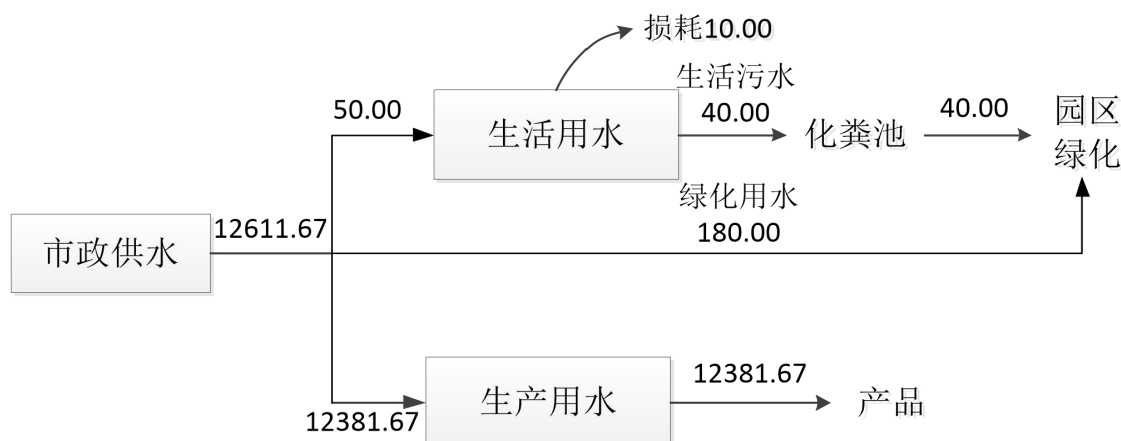 损耗10.00
生活污水
50.00
生活用水
40.00
化粪池
40.00
园区
绿化
绿化用水
180.00
市政供水
12611.67
12381.67
生产用水
12381.67
产品